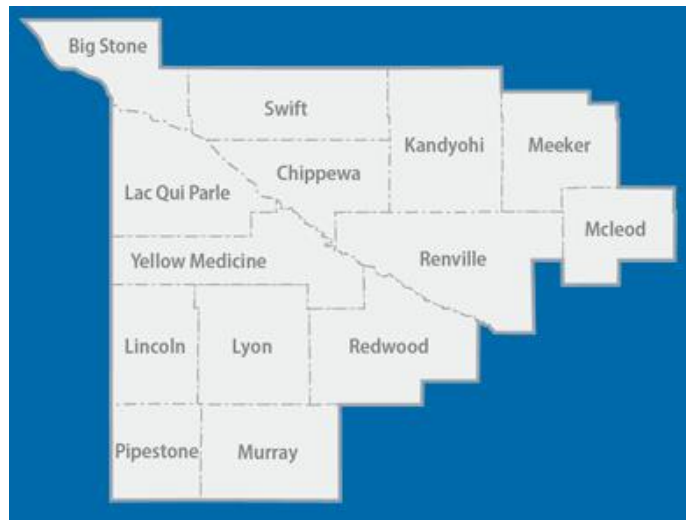 Big Stone
Swift
Kandyohi
Meeker
Chippewa
Lac Qui Parle
Mcleod
Renville
Yellow Medicine
Lincoln
Lyon
Redwood
Pipestone
Murray